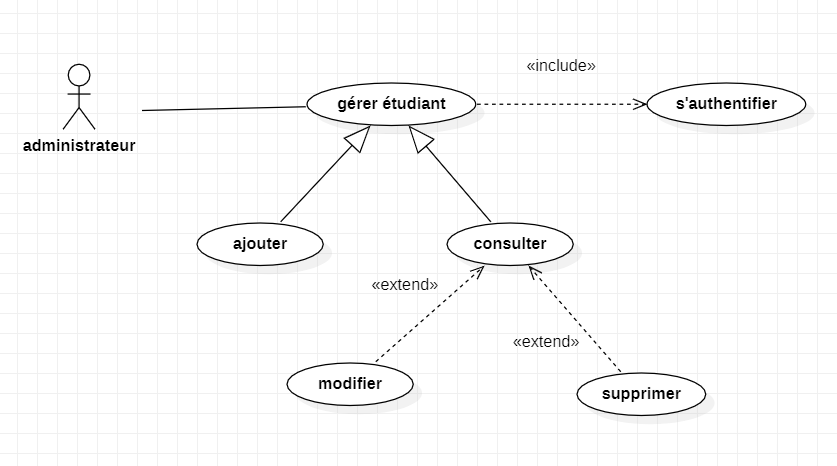 «include»
gérer étudiant
s'authentifier
administrateur
ajouter
consulter
«extend»
«extend»
modifier
supprimer